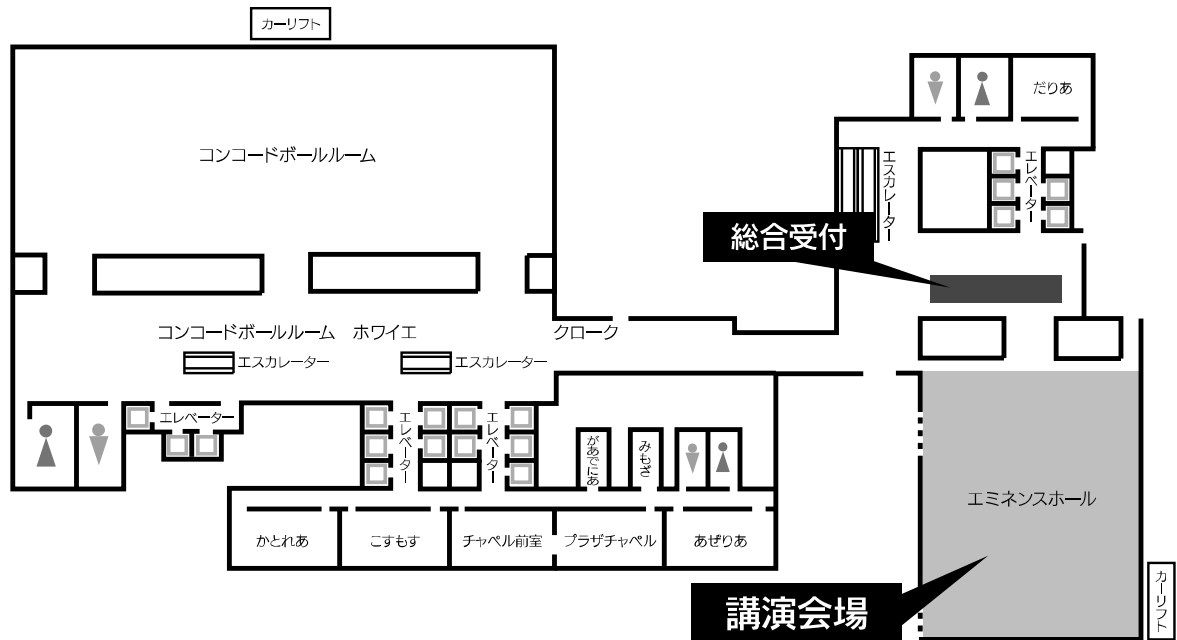 カーリフト
コンコードボールルーム
だりあ
エスカレーター
エレベーター
総合受付
コンコードボールルーム ホワイエ
クローク
エスカレーター
エスカレーター
エレベーター
エレベーター
エレベーター
があでにあ
みもざ
かとれあ
こすもす
チャペル前室
プラザチャペル
あぜりあ
エミネンスホール
講演会場
カーリフト